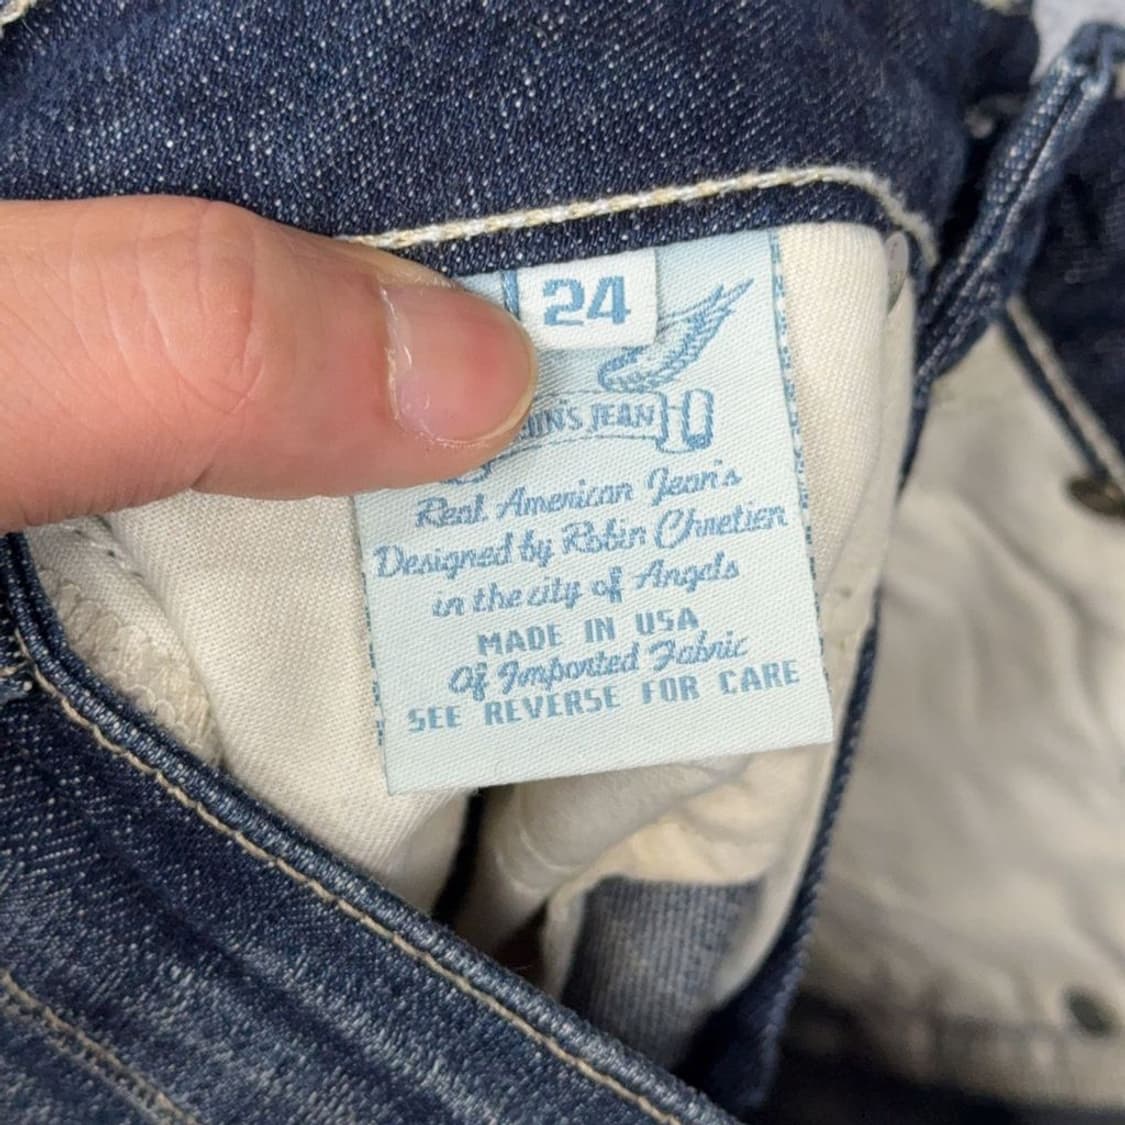 24
JEAN
Real American Jean's
Designed by Robin Chretien
in the city of Angels
MADE IN USA
Of Imported Fabric
SEE REVERSE FOR CARE